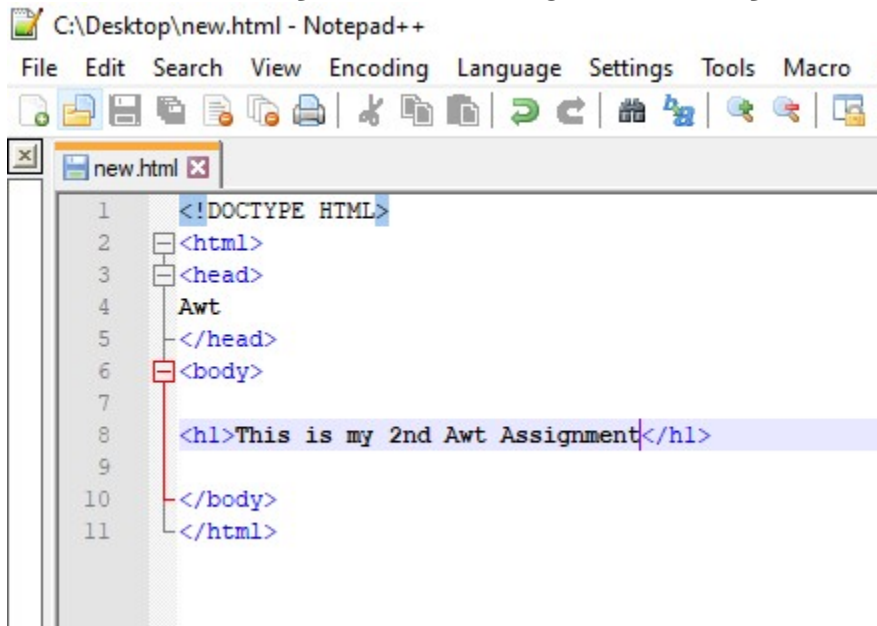 C:\Desktop\new.html - Notepad++
File Edit Search View Encoding Language Settings Tools Macro
new.html
1 <!DOCTYPE HTML>
2 <html>
3 <head>
4 Awt
5 </head>
6 <body>
7
8 <h1>This is my 2nd Awt Assignment</h1>
9
10 </body>
11 </html>